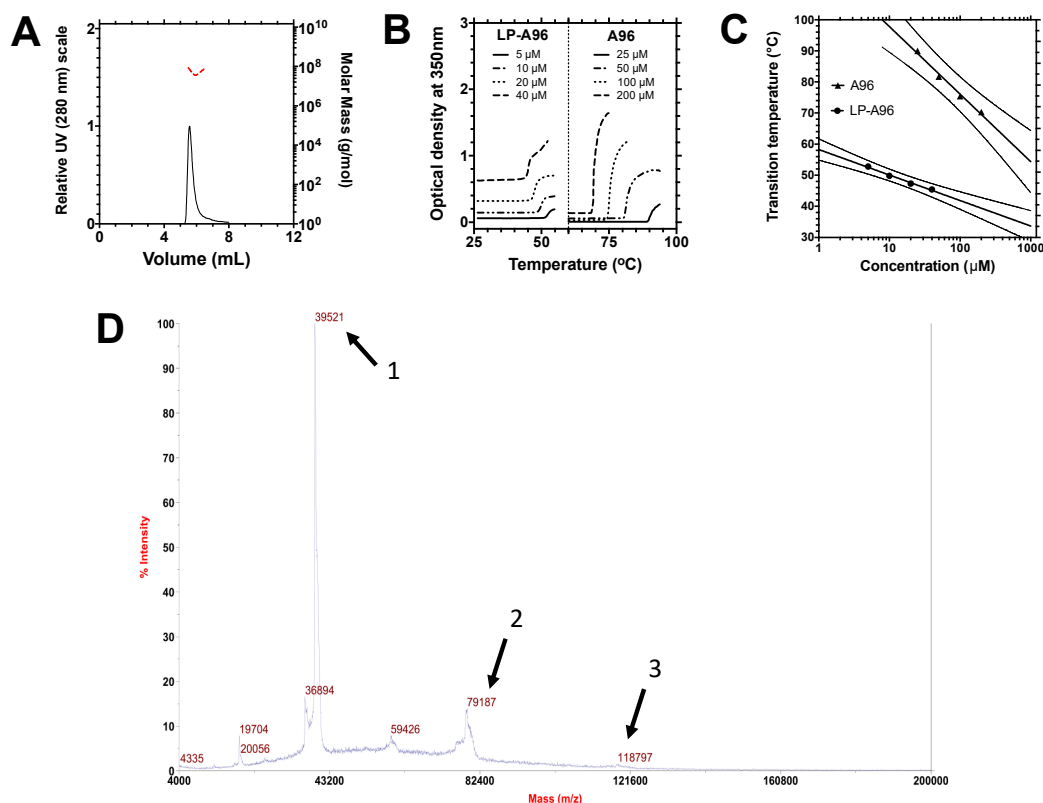 A
Relative UV (280 nm) scale
2
1
0
10^10
10^8
10^6
10^4
10^2
10^0
Molar Mass (g/mol)
0 4 8 12
Volume (mL)
B
Optical density at 350nm
3
2
1
0
LP-A96 A96
5 µM 25 µM
10 µM 50 µM
20 µM 100 µM
40 µM 200 µM
25 50 75 100
Temperature (ºC)
C
Transition temperature (°C)
100
90
80
70
60
50
40
30
A96
LP-A96
1 10 100 1000
Concentration (µM)
D
% Intensity
100
90
80
70
60
50
40
30
20
10
0
39521
1
2
3
36894
79187
19704
59426
20056
118797
4335
4000 43200 82400 121600 160800 200000
Mass (m/z)